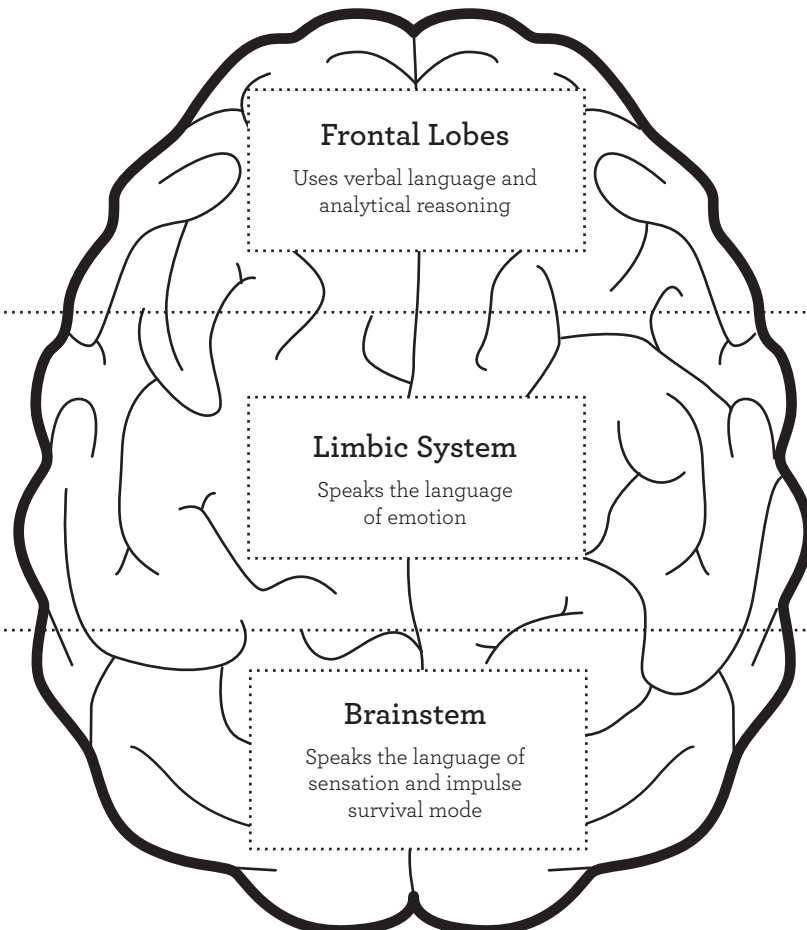 Frontal Lobes
Uses verbal language and
analytical reasoning
Limbic System
Speaks the language
of emotion
Brainstem
Speaks the language of
sensation and impulse
survival mode